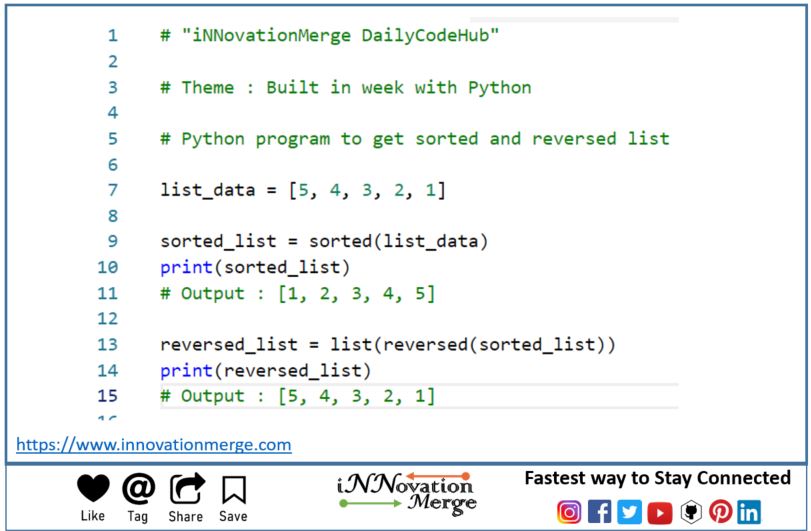 1 # "iNNovationMerge DailyCodeHub"
2
3 # Theme : Built in week with Python
4
5 # Python program to get sorted and reversed list
6
7 list_data = [5, 4, 3, 2, 1]
8
9 sorted_list = sorted(list_data)
10 print(sorted_list)
11 # Output : [1, 2, 3, 4, 5]
12
13 reversed_list = list(reversed(sorted_list))
14 print(reversed_list)
15 # Output : [5, 4, 3, 2, 1]
https://www.innovationmerge.com
Like Tag Share Save
iNNovation
Merge
Fastest way to Stay Connected